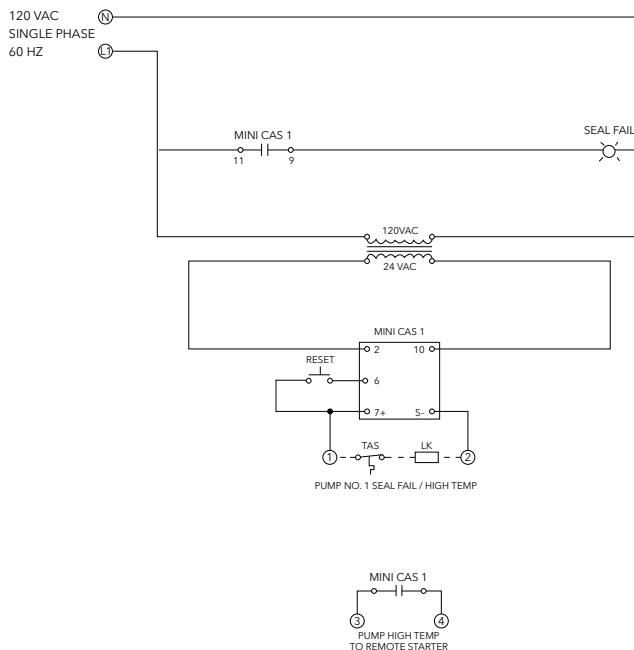 120 VAC
SINGLE PHASE
60 HZ
N
L1
MINI CAS 1
11
9
SEAL FAIL
120VAC
24 VAC
MINI CAS 1
2
10
RESET
6
7+
5-
TAS
LK
1
2
PUMP NO. 1 SEAL FAIL / HIGH TEMP
MINI CAS 1
3
4
PUMP HIGH TEMP
TO REMOTE STARTER